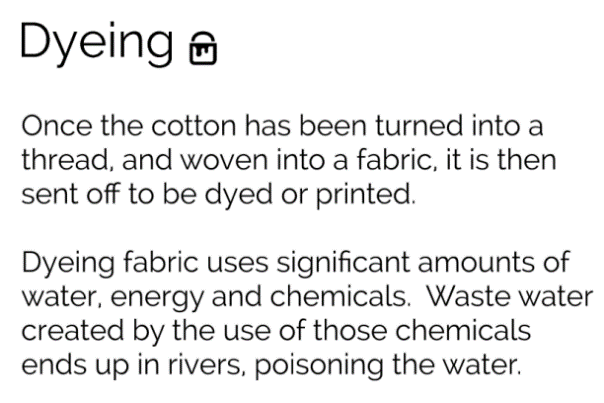 Dyeing
Once the cotton has been turned into a
thread, and woven into a fabric, it is then
sent off to be dyed or printed.
Dyeing fabric uses significant amounts of
water, energy and chemicals.  Waste water
created by the use of those chemicals
ends up in rivers, poisoning the water.